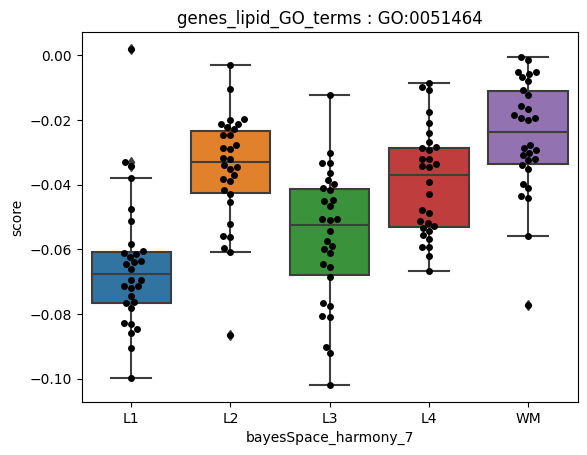 genes_lipid_GO_terms : GO:0051464
0.00
−0.02
−0.04
−0.06
−0.08
−0.10
score
L1 L2 L3 L4 WM
bayesSpace_harmony_7